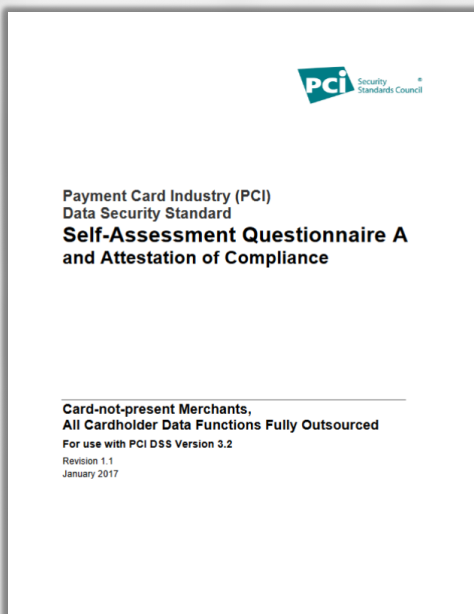 PCi
Security ®
Standards Council
Payment Card Industry (PCI)
Data Security Standard
Self-Assessment Questionnaire A
and Attestation of Compliance
Card-not-present Merchants,
All Cardholder Data Functions Fully Outsourced
For use with PCI DSS Version 3.2
Revision 1.1
January 2017